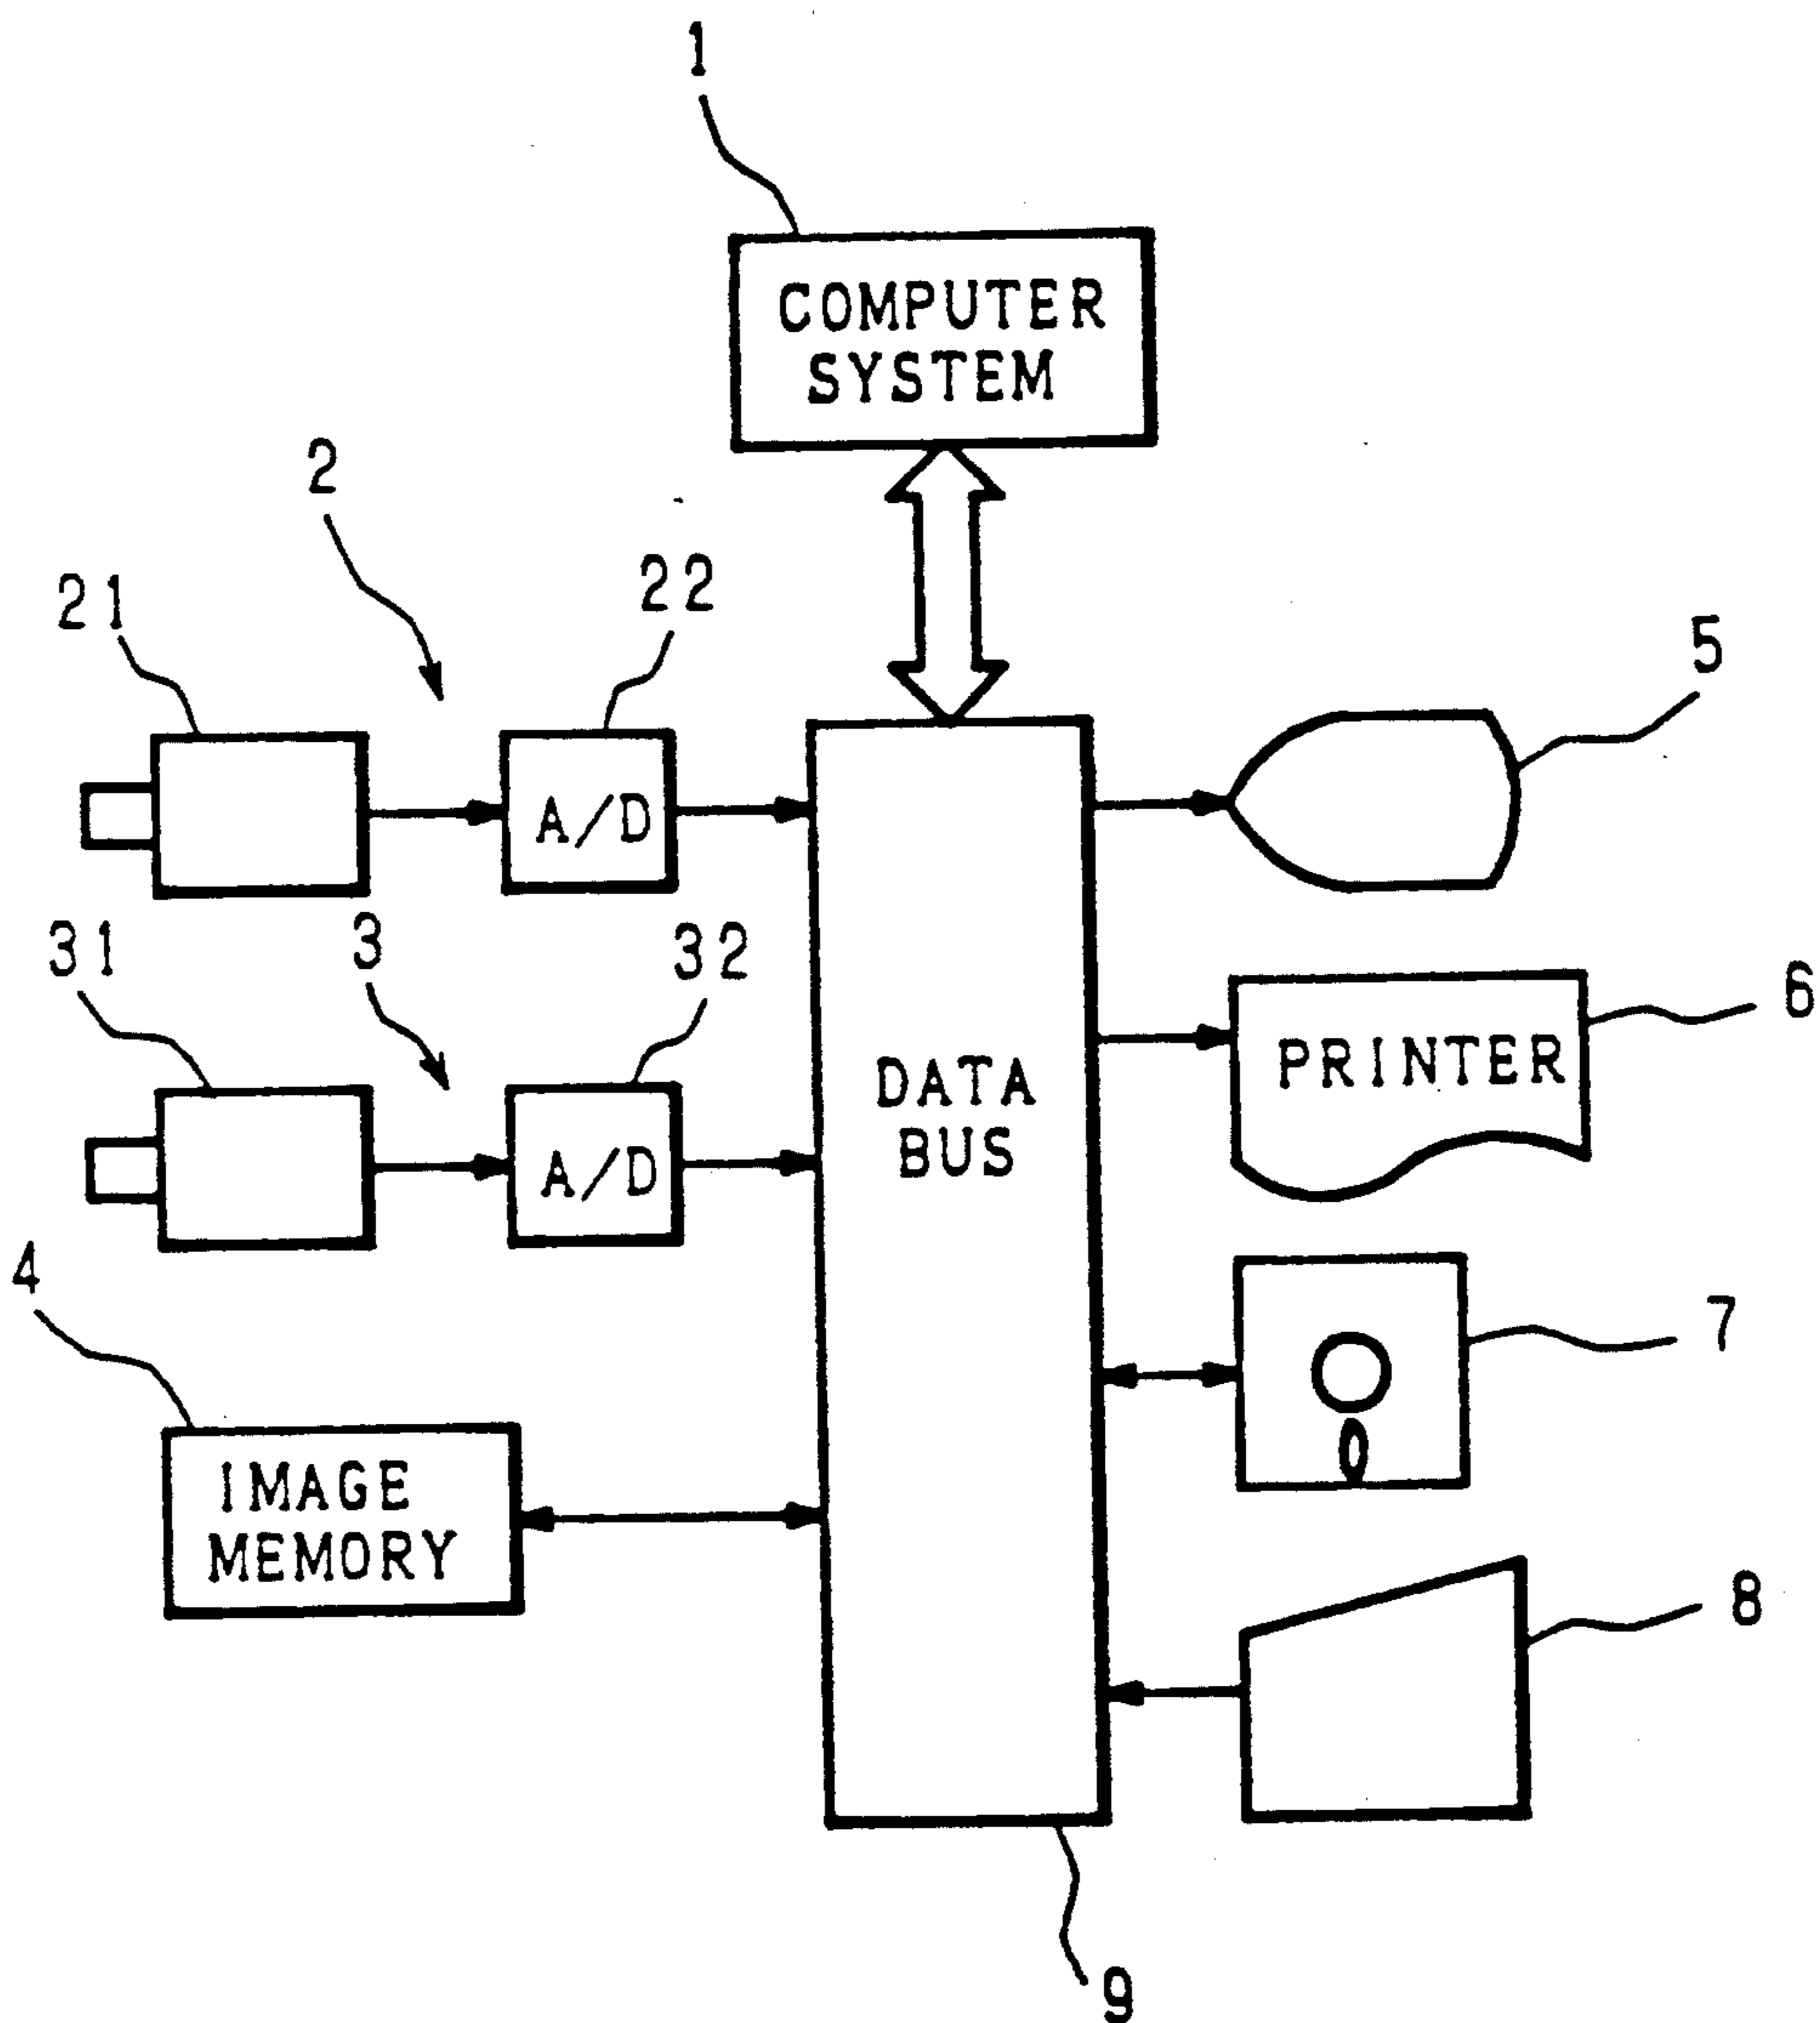 1
COMPUTER
SYSTEM
2
21
22
5
A/D
31
3
32
6
PRINTER
DATA
BUS
A/D
4
7
IMAGE
MEMORY
8
9